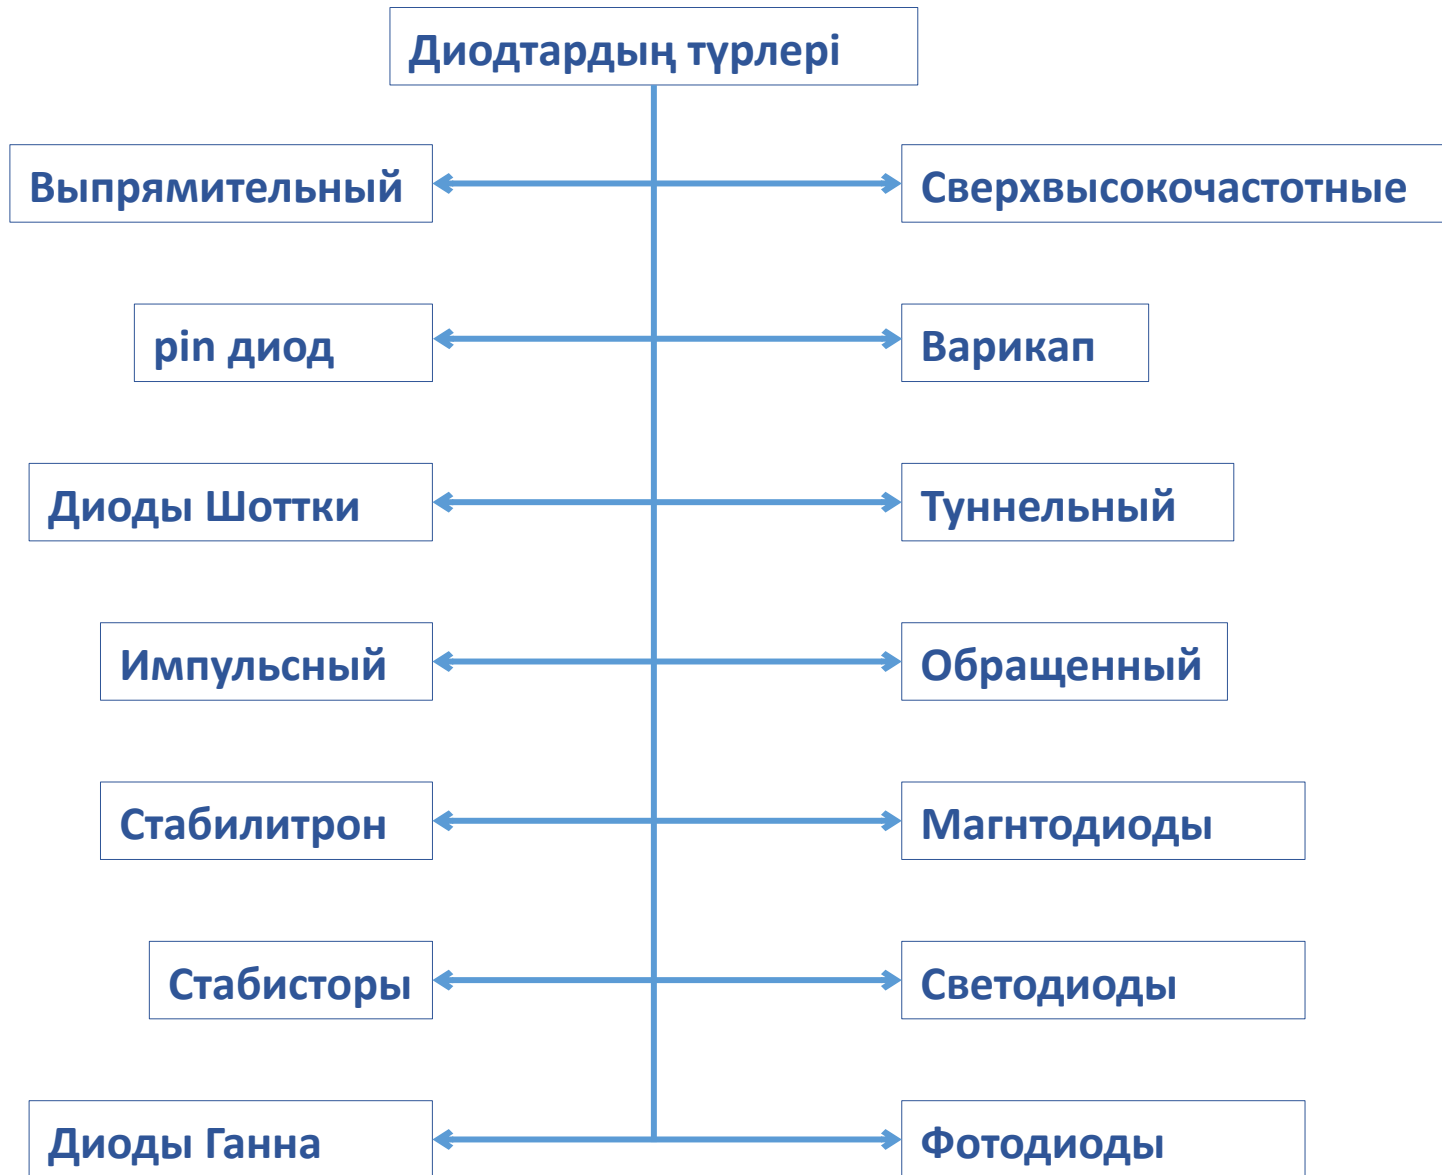 Диодтардың түрлері
Выпрямительный
Сверхвысокочастотные
pin диод
Варикап
Диоды Шоттки
Туннельный
Импульсный
Обращенный
Стабилитрон
Магнтодиоды
Стабисторы
Светодиоды
Диоды Ганна
Фотодиоды